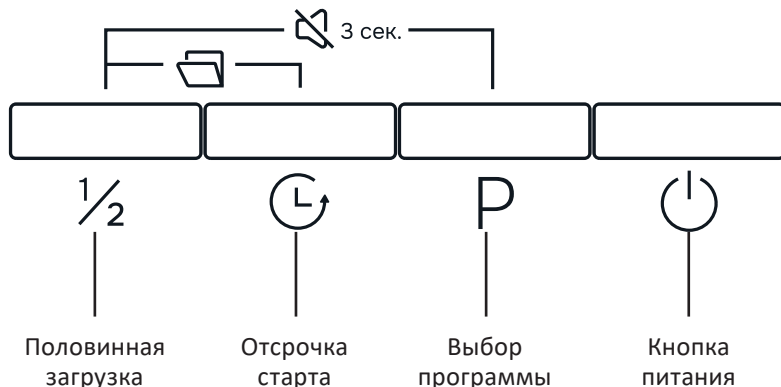 3 сек.
1/2
P
Половинная
загрузка
Отсрочка
старта
Выбор
программы
Кнопка
питания